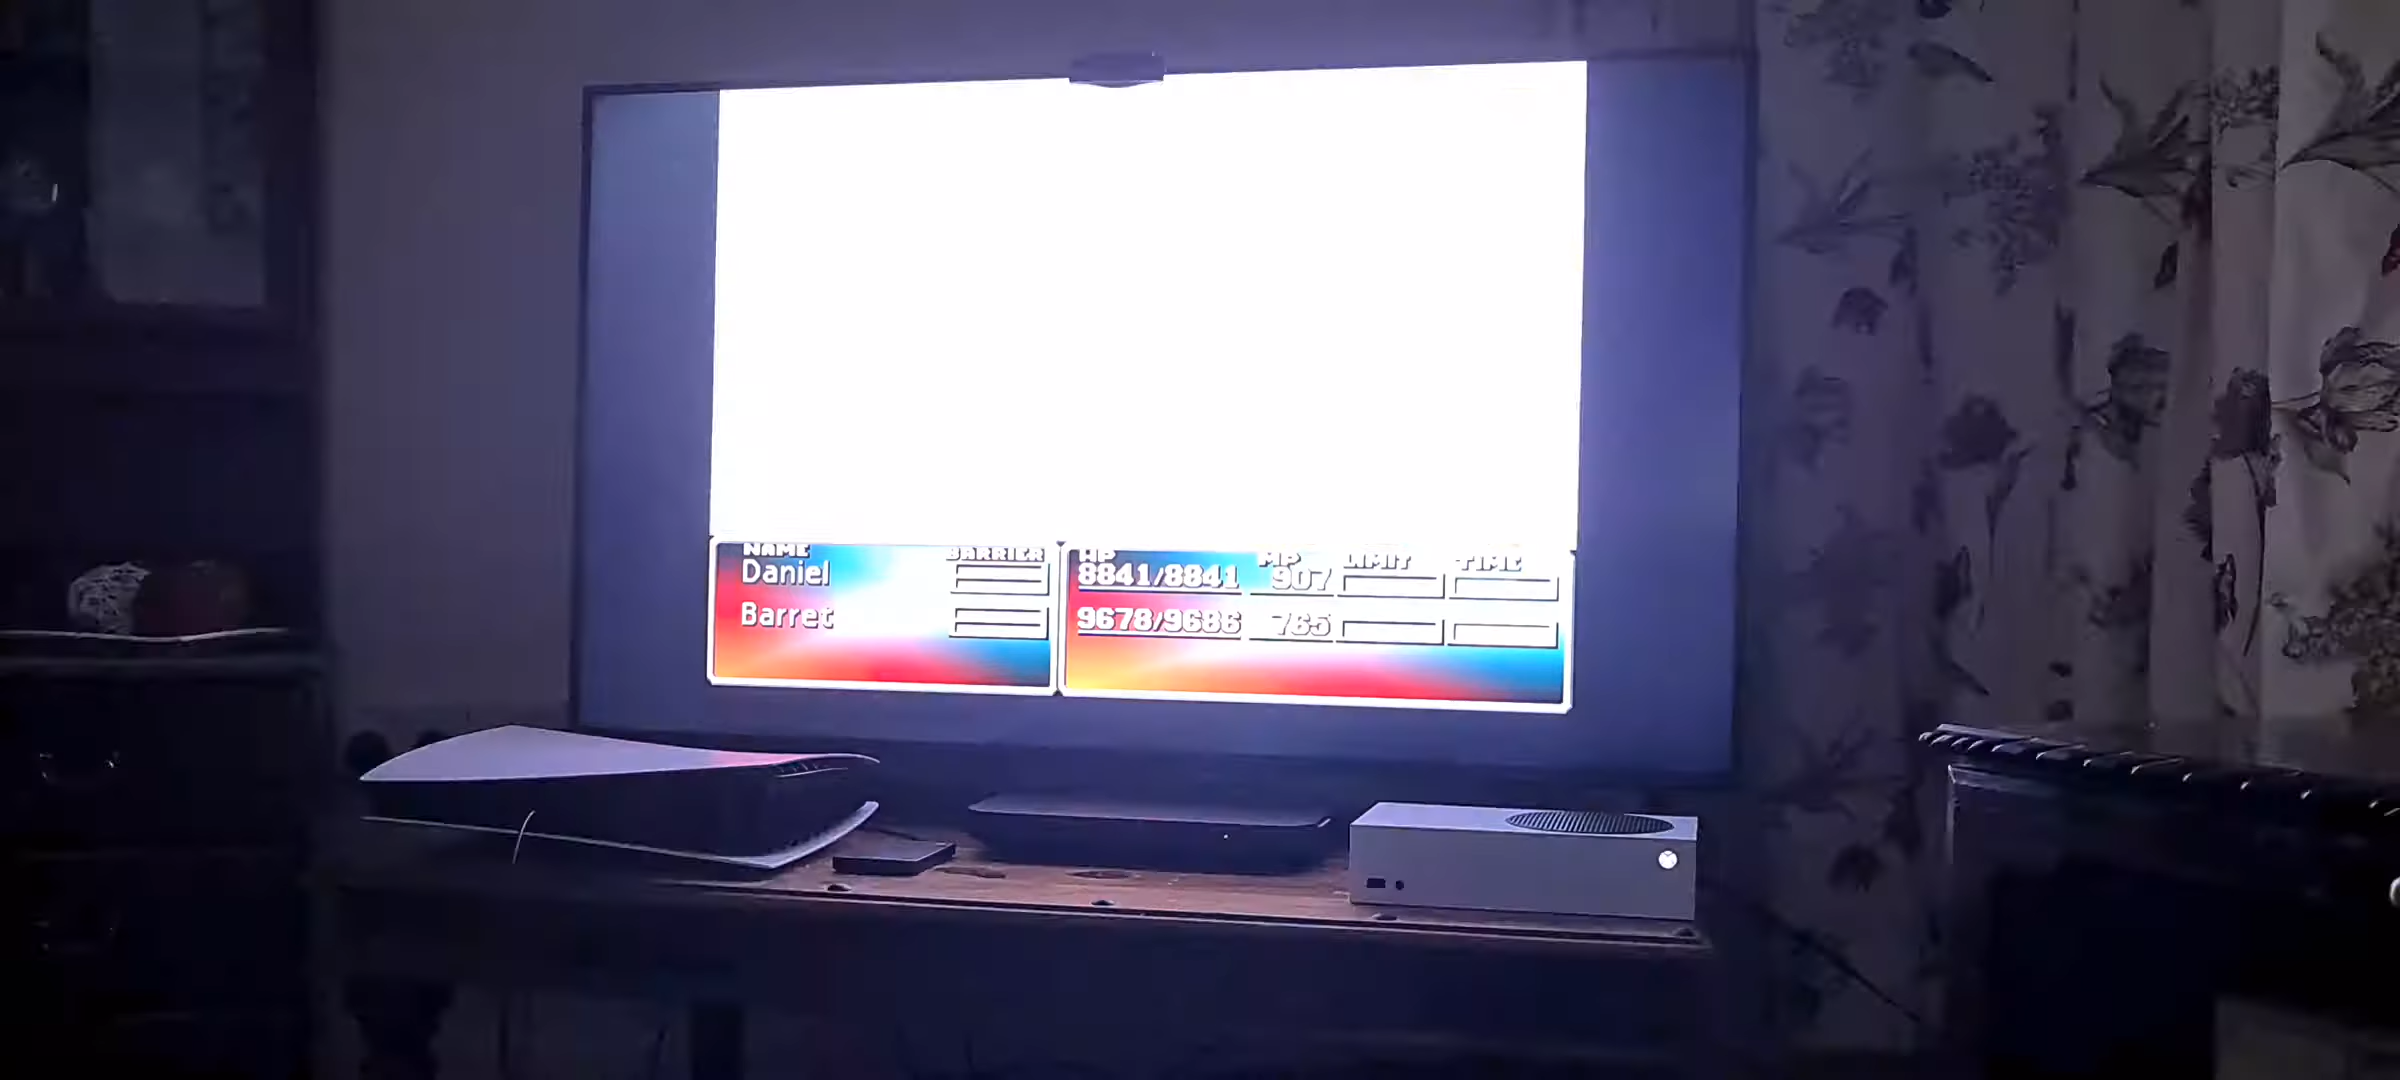 NAME BARRIER HP MP LIMIT TIME
Daniel 8841/8841 907
Barret 9678/9686 765